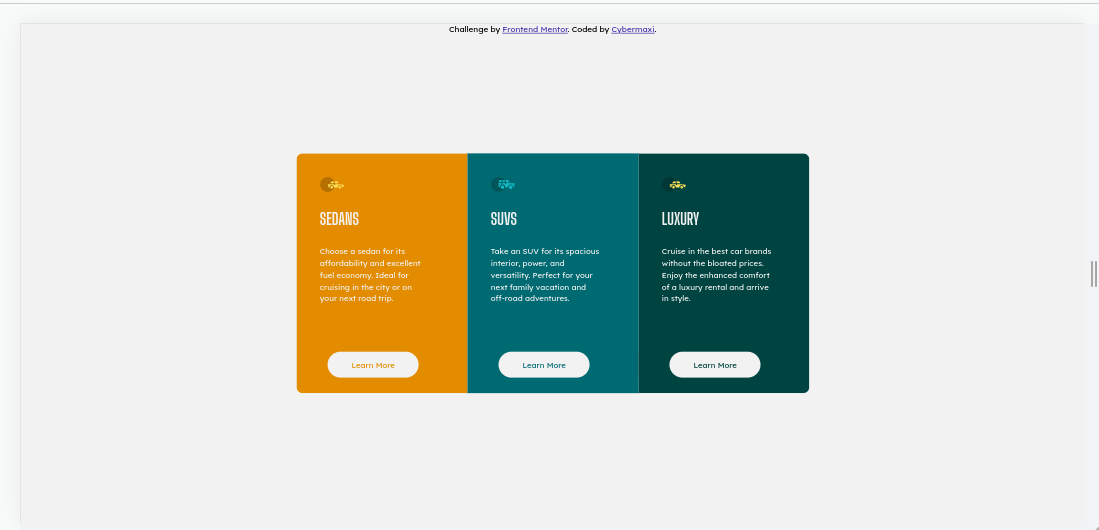 Challenge by Frontend Mentor. Coded by Cybermaxi.
SEDANS
Choose a sedan for its
affordability and excellent
fuel economy. Ideal for
cruising in the city or on
your next road trip.
Learn More
SUVS
Take an SUV for its spacious
interior, power, and
versatility. Perfect for your
next family vacation and
off-road adventures.
Learn More
LUXURY
Cruise in the best car brands
without the bloated prices.
Enjoy the enhanced comfort
of a luxury rental and arrive
in style.
Learn More